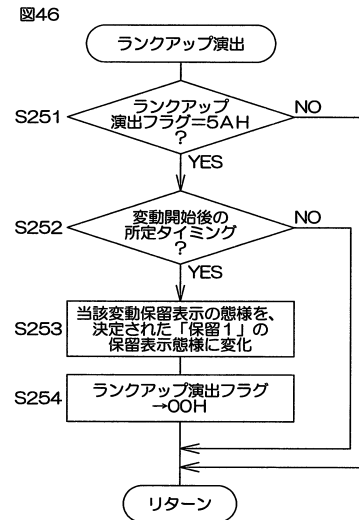 図46
ランクアップ演出
S251
ランクアップ
演出フラグ=5AH
?
NO
YES
S252
変動開始後の
所定タイミング
?
NO
YES
S253
当該変動保留表示の態様を、
決定された「保留1」の
保留表示態様に変化
S254
ランクアップ演出フラグ
→00H
リターン